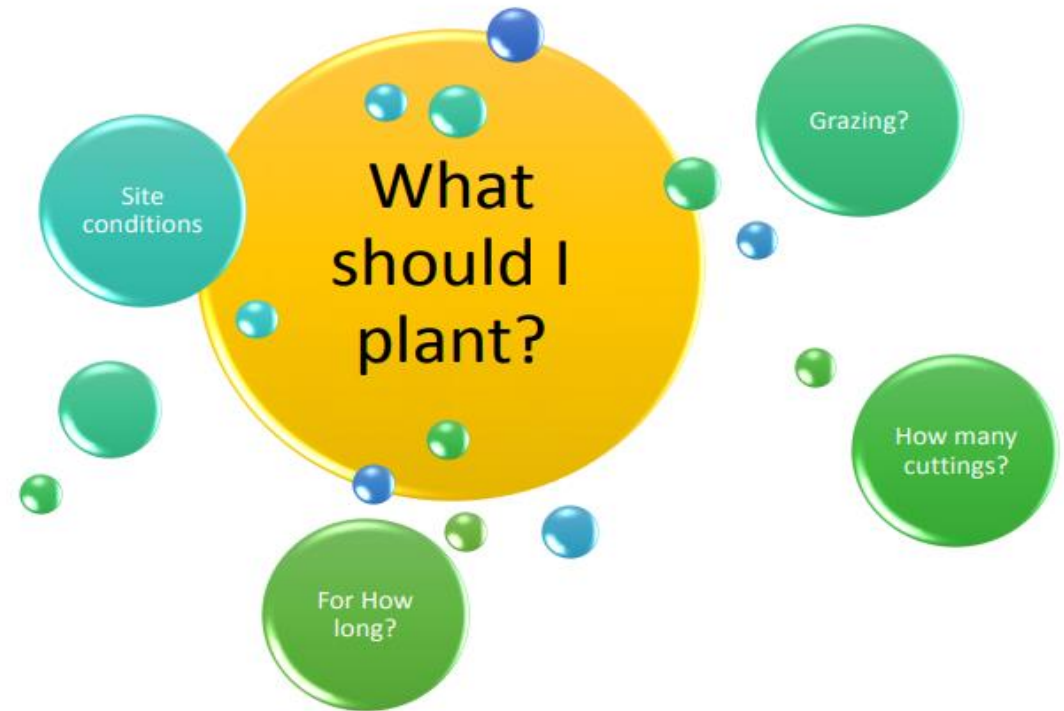 What
should I
plant?
Site
conditions
Grazing?
How many
cuttings?
For How
long?